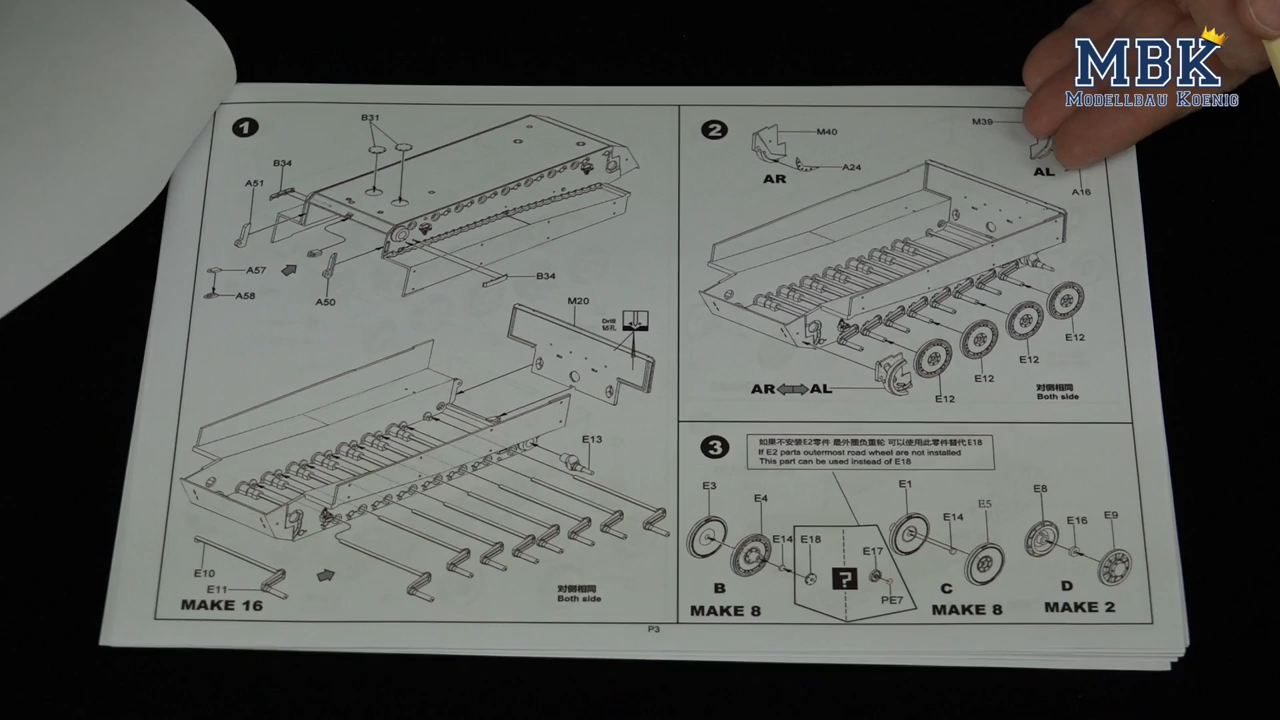 MBK
MODELLBAU KOENIG
1
B31
B34
A51
A57
A58
A50
B34
M20
Drill
钻孔
E13
E10
E11
MAKE 16
对侧相同
Both side
2
M40
A24
AR
M39
AL
A16
E12
E12
E12
E12
AR AL
对侧相同
Both side
3
如果不安装E2零件 最外圈负重轮 可以使用此零件替代E18
If E2 parts outermost road wheel are not installed
This part can be used instead of E18
E3
E4
E14
E18
?
E17
PE7
B
MAKE 8
E1
E14
E5
C
MAKE 8
E8
E16
E9
D
MAKE 2
P3